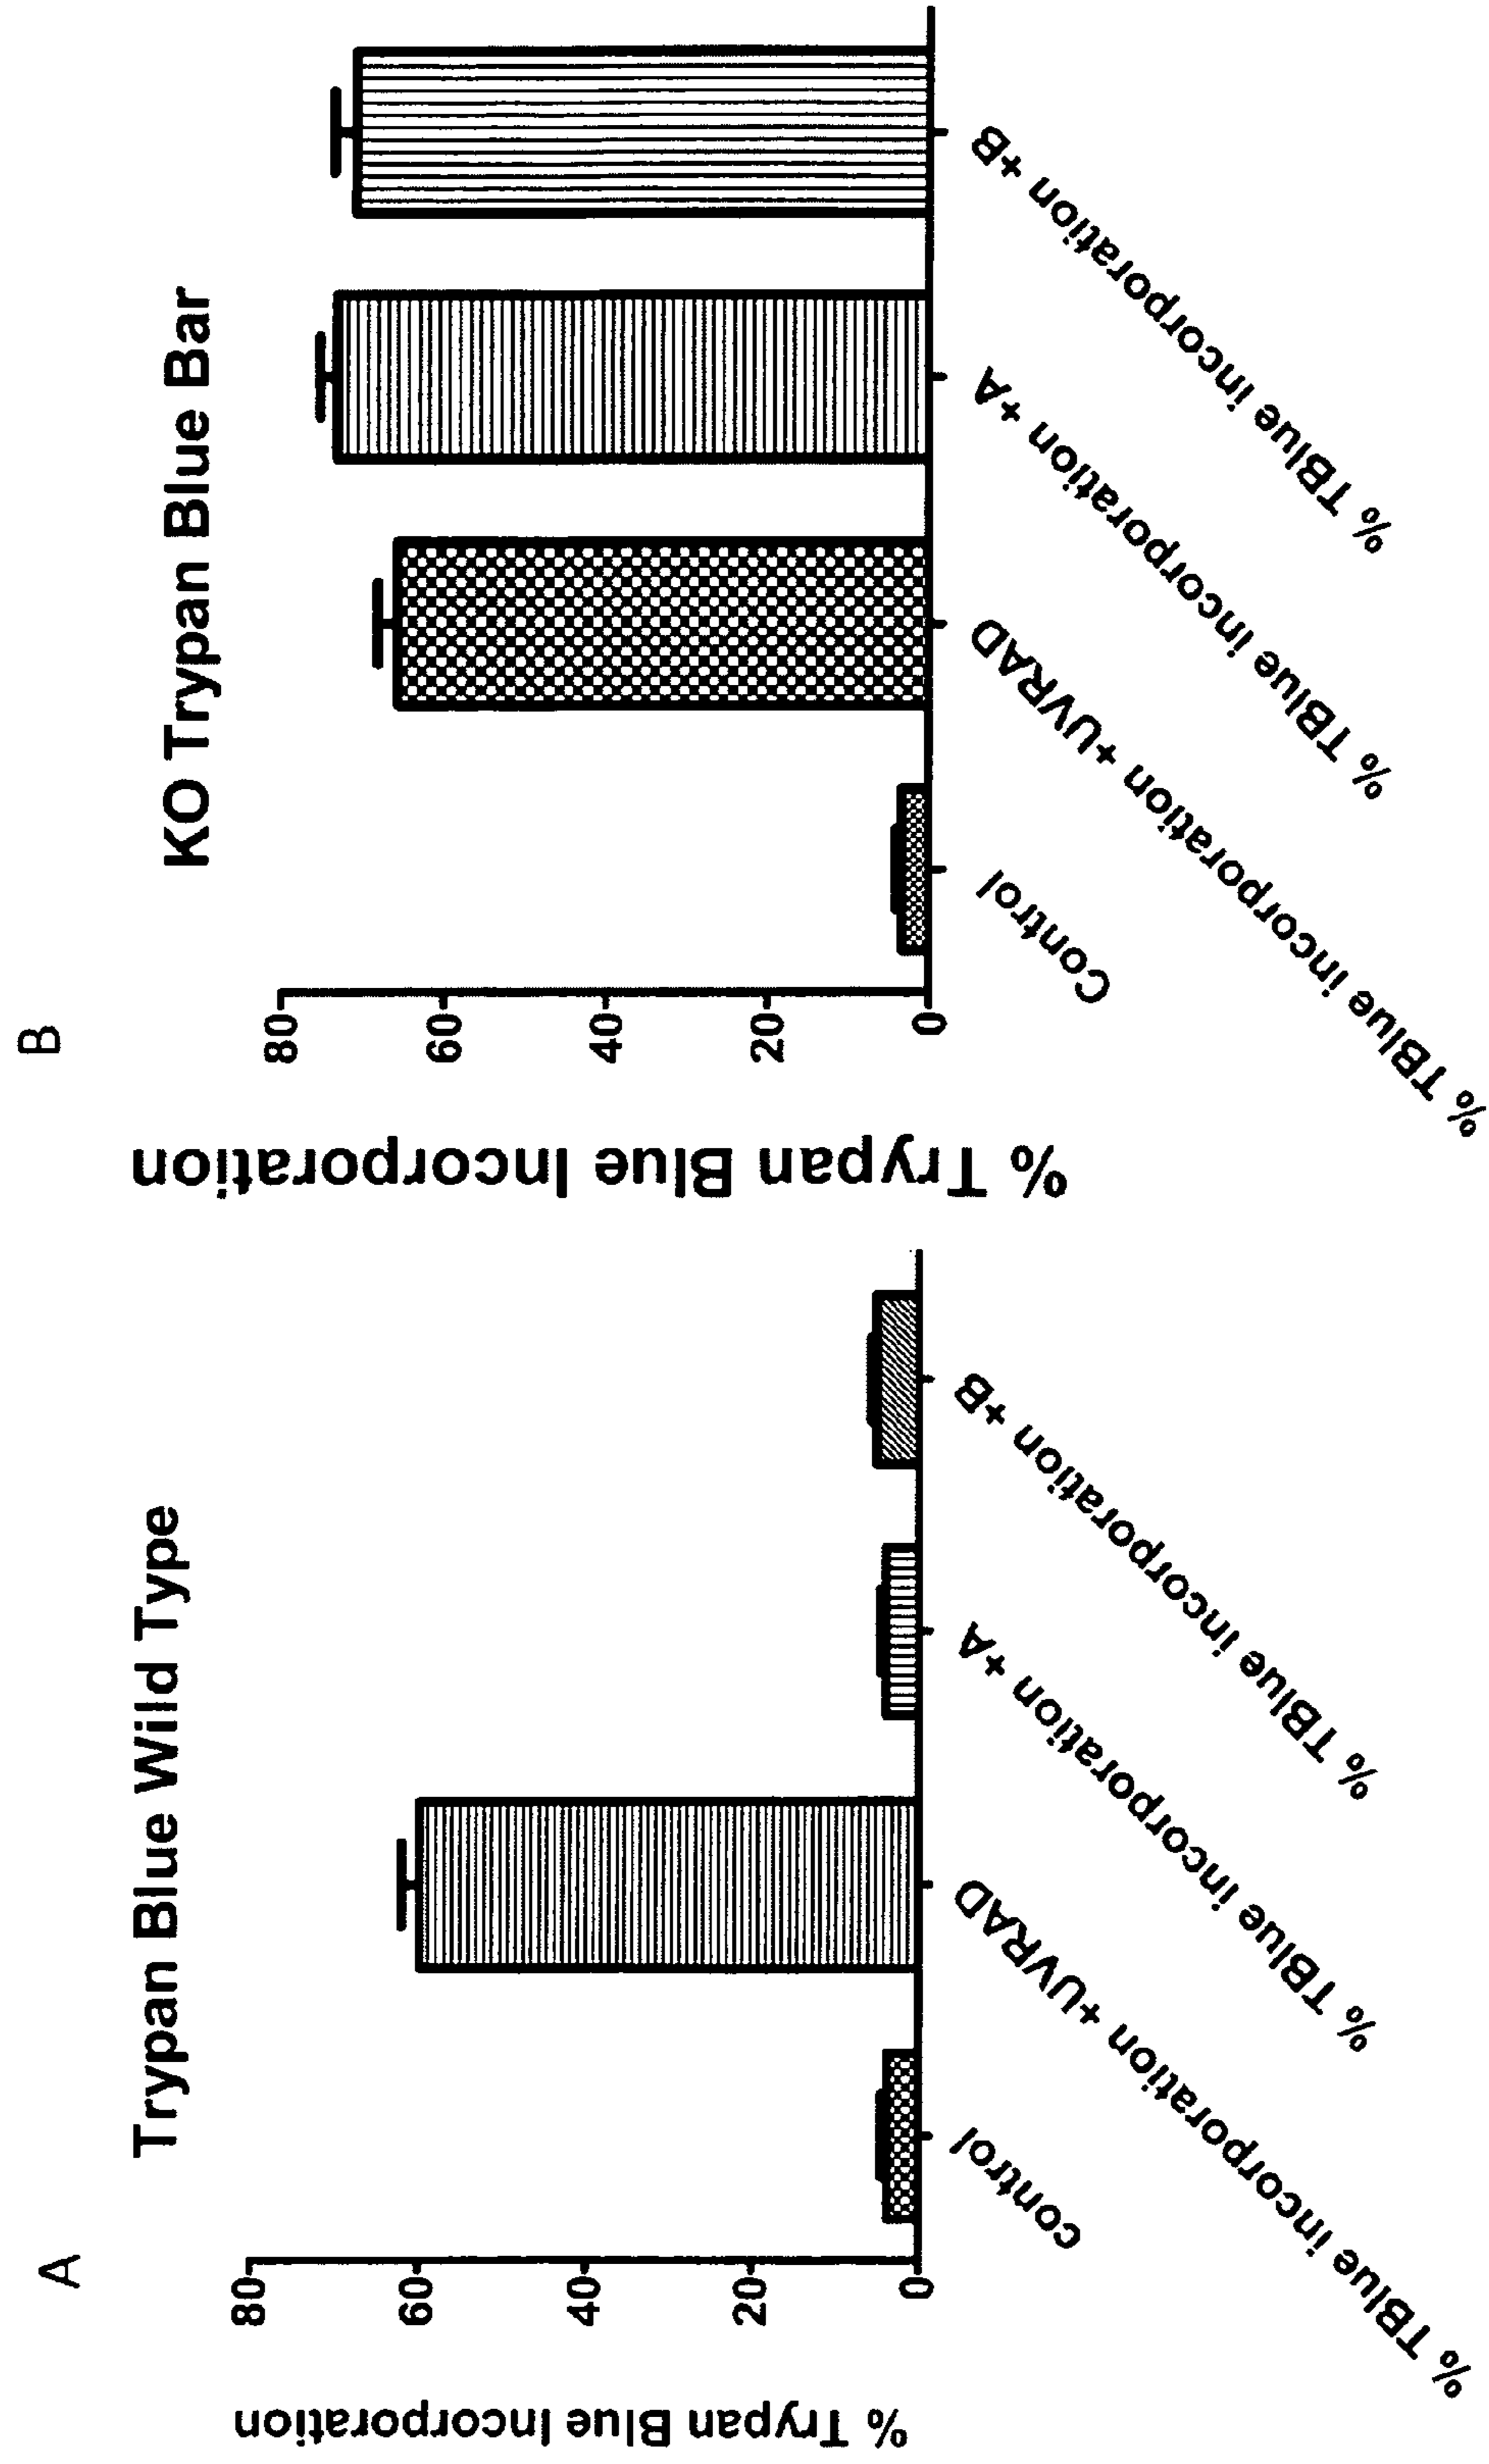 A
Trypan Blue Wild Type
% Trypan Blue Incorporation
80
60
40
20
0
control
% TBlue incorporation +UVRAD
% TBlue incorporation +A
% TBlue incorporation +B
B
KO Trypan Blue Bar
% Trypan Blue Incorporation
80
60
40
20
0
Control
% TBlue incorporation +UVRAD
% TBlue incorporation +A
% TBlue incorporation +B